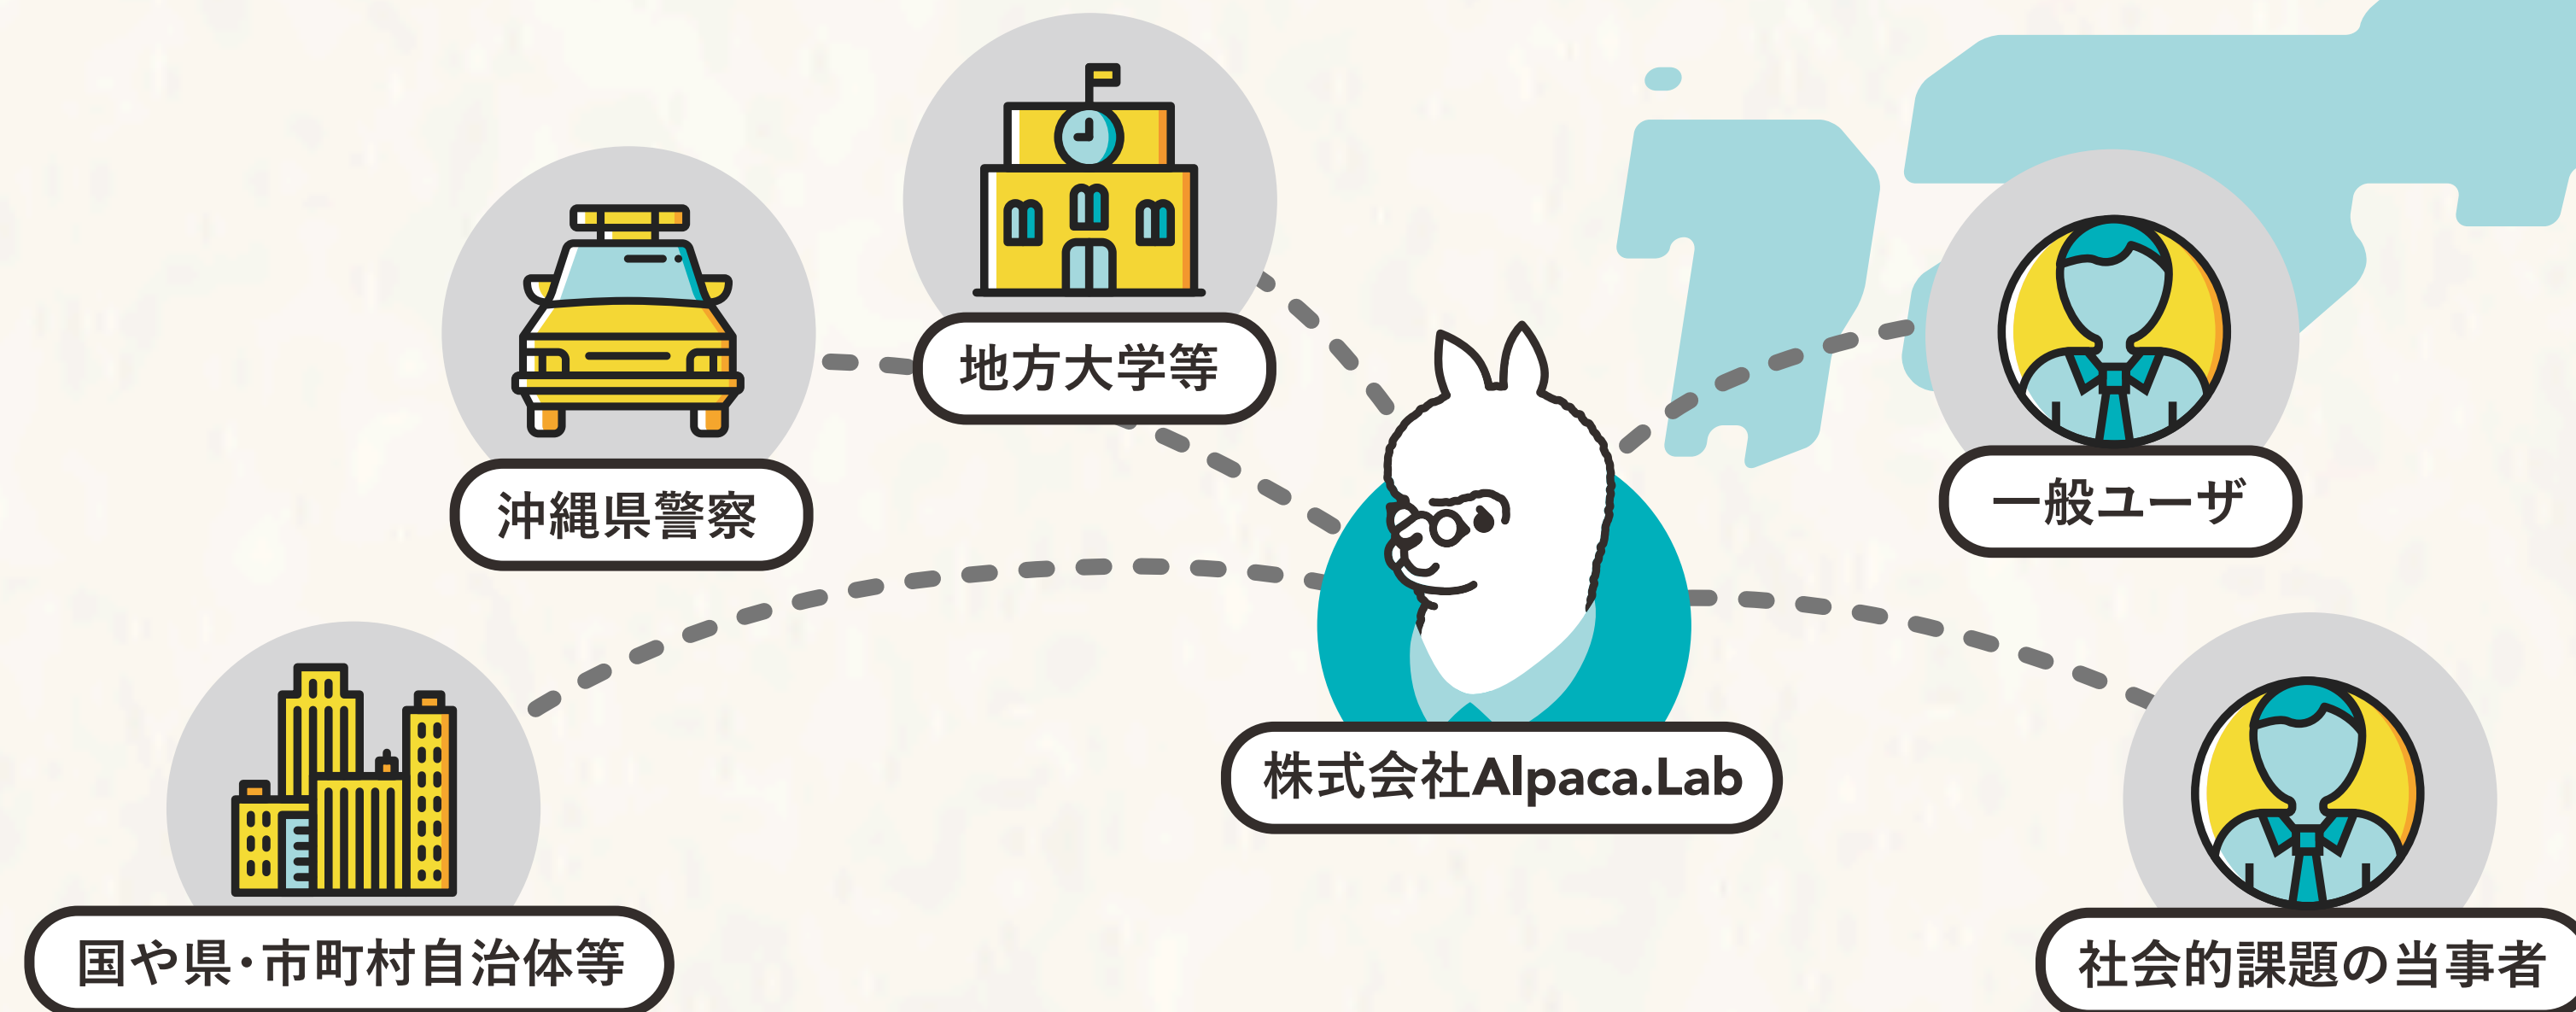 地方大学等
沖縄県警察
一般ユーザ
株式会社Alpaca.Lab
国や県・市町村自治体等
社会的課題の当事者